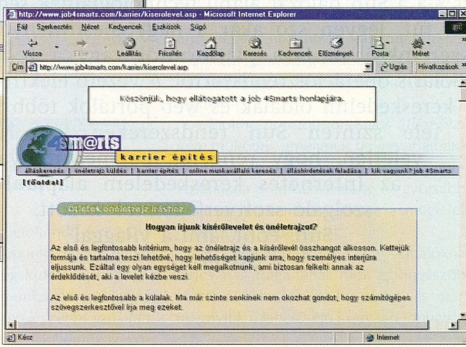 http://www.job4smarts.com/karrier/kiserolevel.asp - Microsoft Internet Explorer
Fájl Szerkesztés Nézet Kedvencek Eszközök Súgó
Vissza Leállítás Frissítés Kezdőlap Keresés Kedvencek Előzmények Posta Méret
Cím http://www.job4smarts.com/karrier/kiserolevel.asp Ugrás Hivatkozások
Köszönjük, hogy ellátogatott a job 4Smarts honlapjára.
4sm@rts
karrier építés
álláskeresés | önéletrajz küldés | karrier építés | online munkavállaló keresés | álláshirdetések feladása | kik vagyunk? job 4Smarts
[főoldal]
Ötletek önéletrajz íráshoz
Hogyan írjunk kísérőlevelet és önéletrajzot?
Az első és legfontosabb kritérium, hogy az önéletrajz és a kísérőlevél összhangot alkosson. Kettejük
formája és tartalma teszi lehetővé, hogy lehetőséget kapjunk arra, hogy személyes interjúra
eljussunk. Ezáltal egy olyan egységet kell megalkotnunk, ami biztosan felkelti annak az
érdeklődését, aki a levelet kézbe veszi.
Az első és legfontosabb a külalak. Ma már szinte senkinek nem okozhat gondot, hogy számítógépes
szövegszerkesztővel írja meg ezeket.
Kész Internet